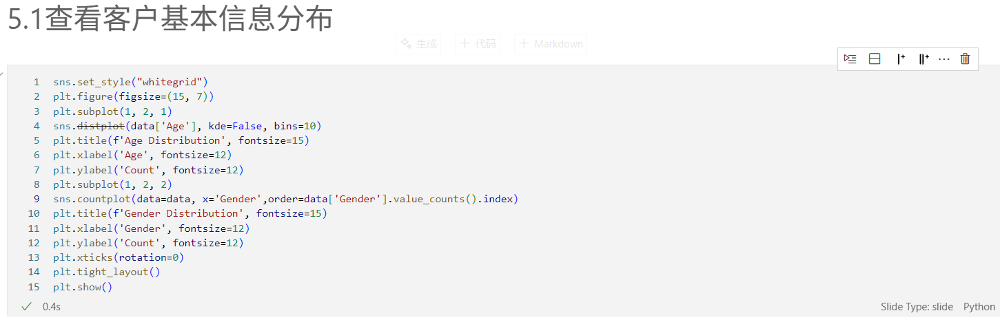 5.1查看客户基本信息分布
生成 代码 Markdown
1 sns.set_style("whitegrid")
2 plt.figure(figsize=(15, 7))
3 plt.subplot(1, 2, 1)
4 sns.distplot(data['Age'], kde=False, bins=10)
5 plt.title(f'Age Distribution', fontsize=15)
6 plt.xlabel('Age', fontsize=12)
7 plt.ylabel('Count', fontsize=12)
8 plt.subplot(1, 2, 2)
9 sns.countplot(data=data, x='Gender',order=data['Gender'].value_counts().index)
10 plt.title(f'Gender Distribution', fontsize=15)
11 plt.xlabel('Gender', fontsize=12)
12 plt.ylabel('Count', fontsize=12)
13 plt.xticks(rotation=0)
14 plt.tight_layout()
15 plt.show()
0.4s Slide Type: slide Python